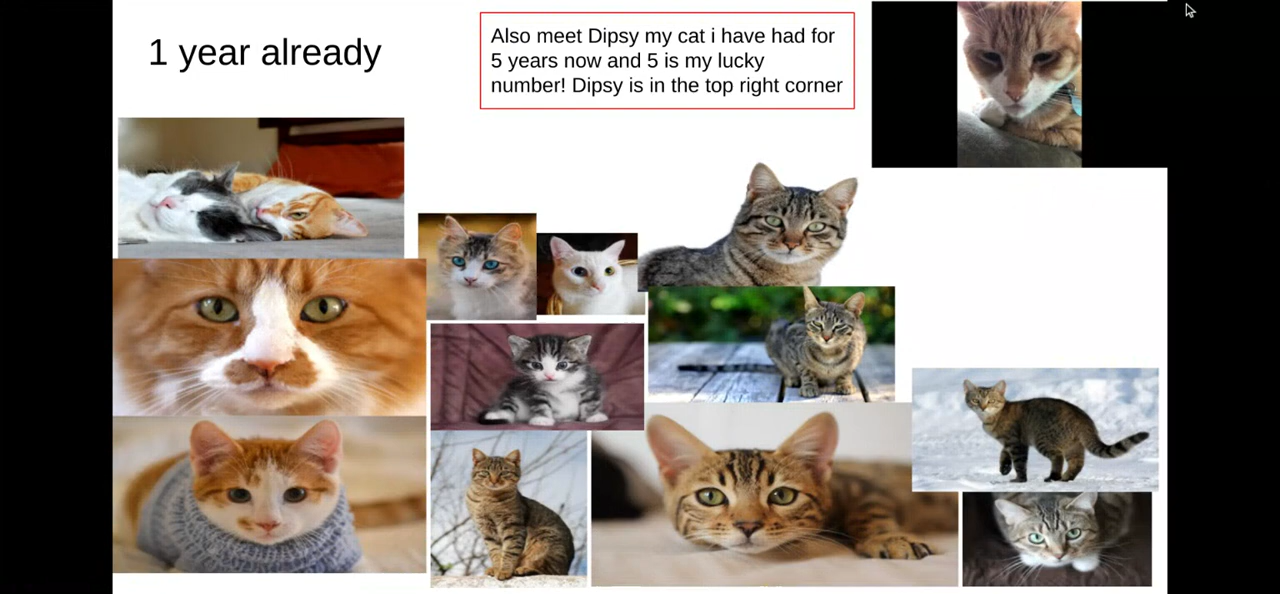 1 year already
Also meet Dipsy my cat i have had for
5 years now and 5 is my lucky
number! Dipsy is in the top right corner